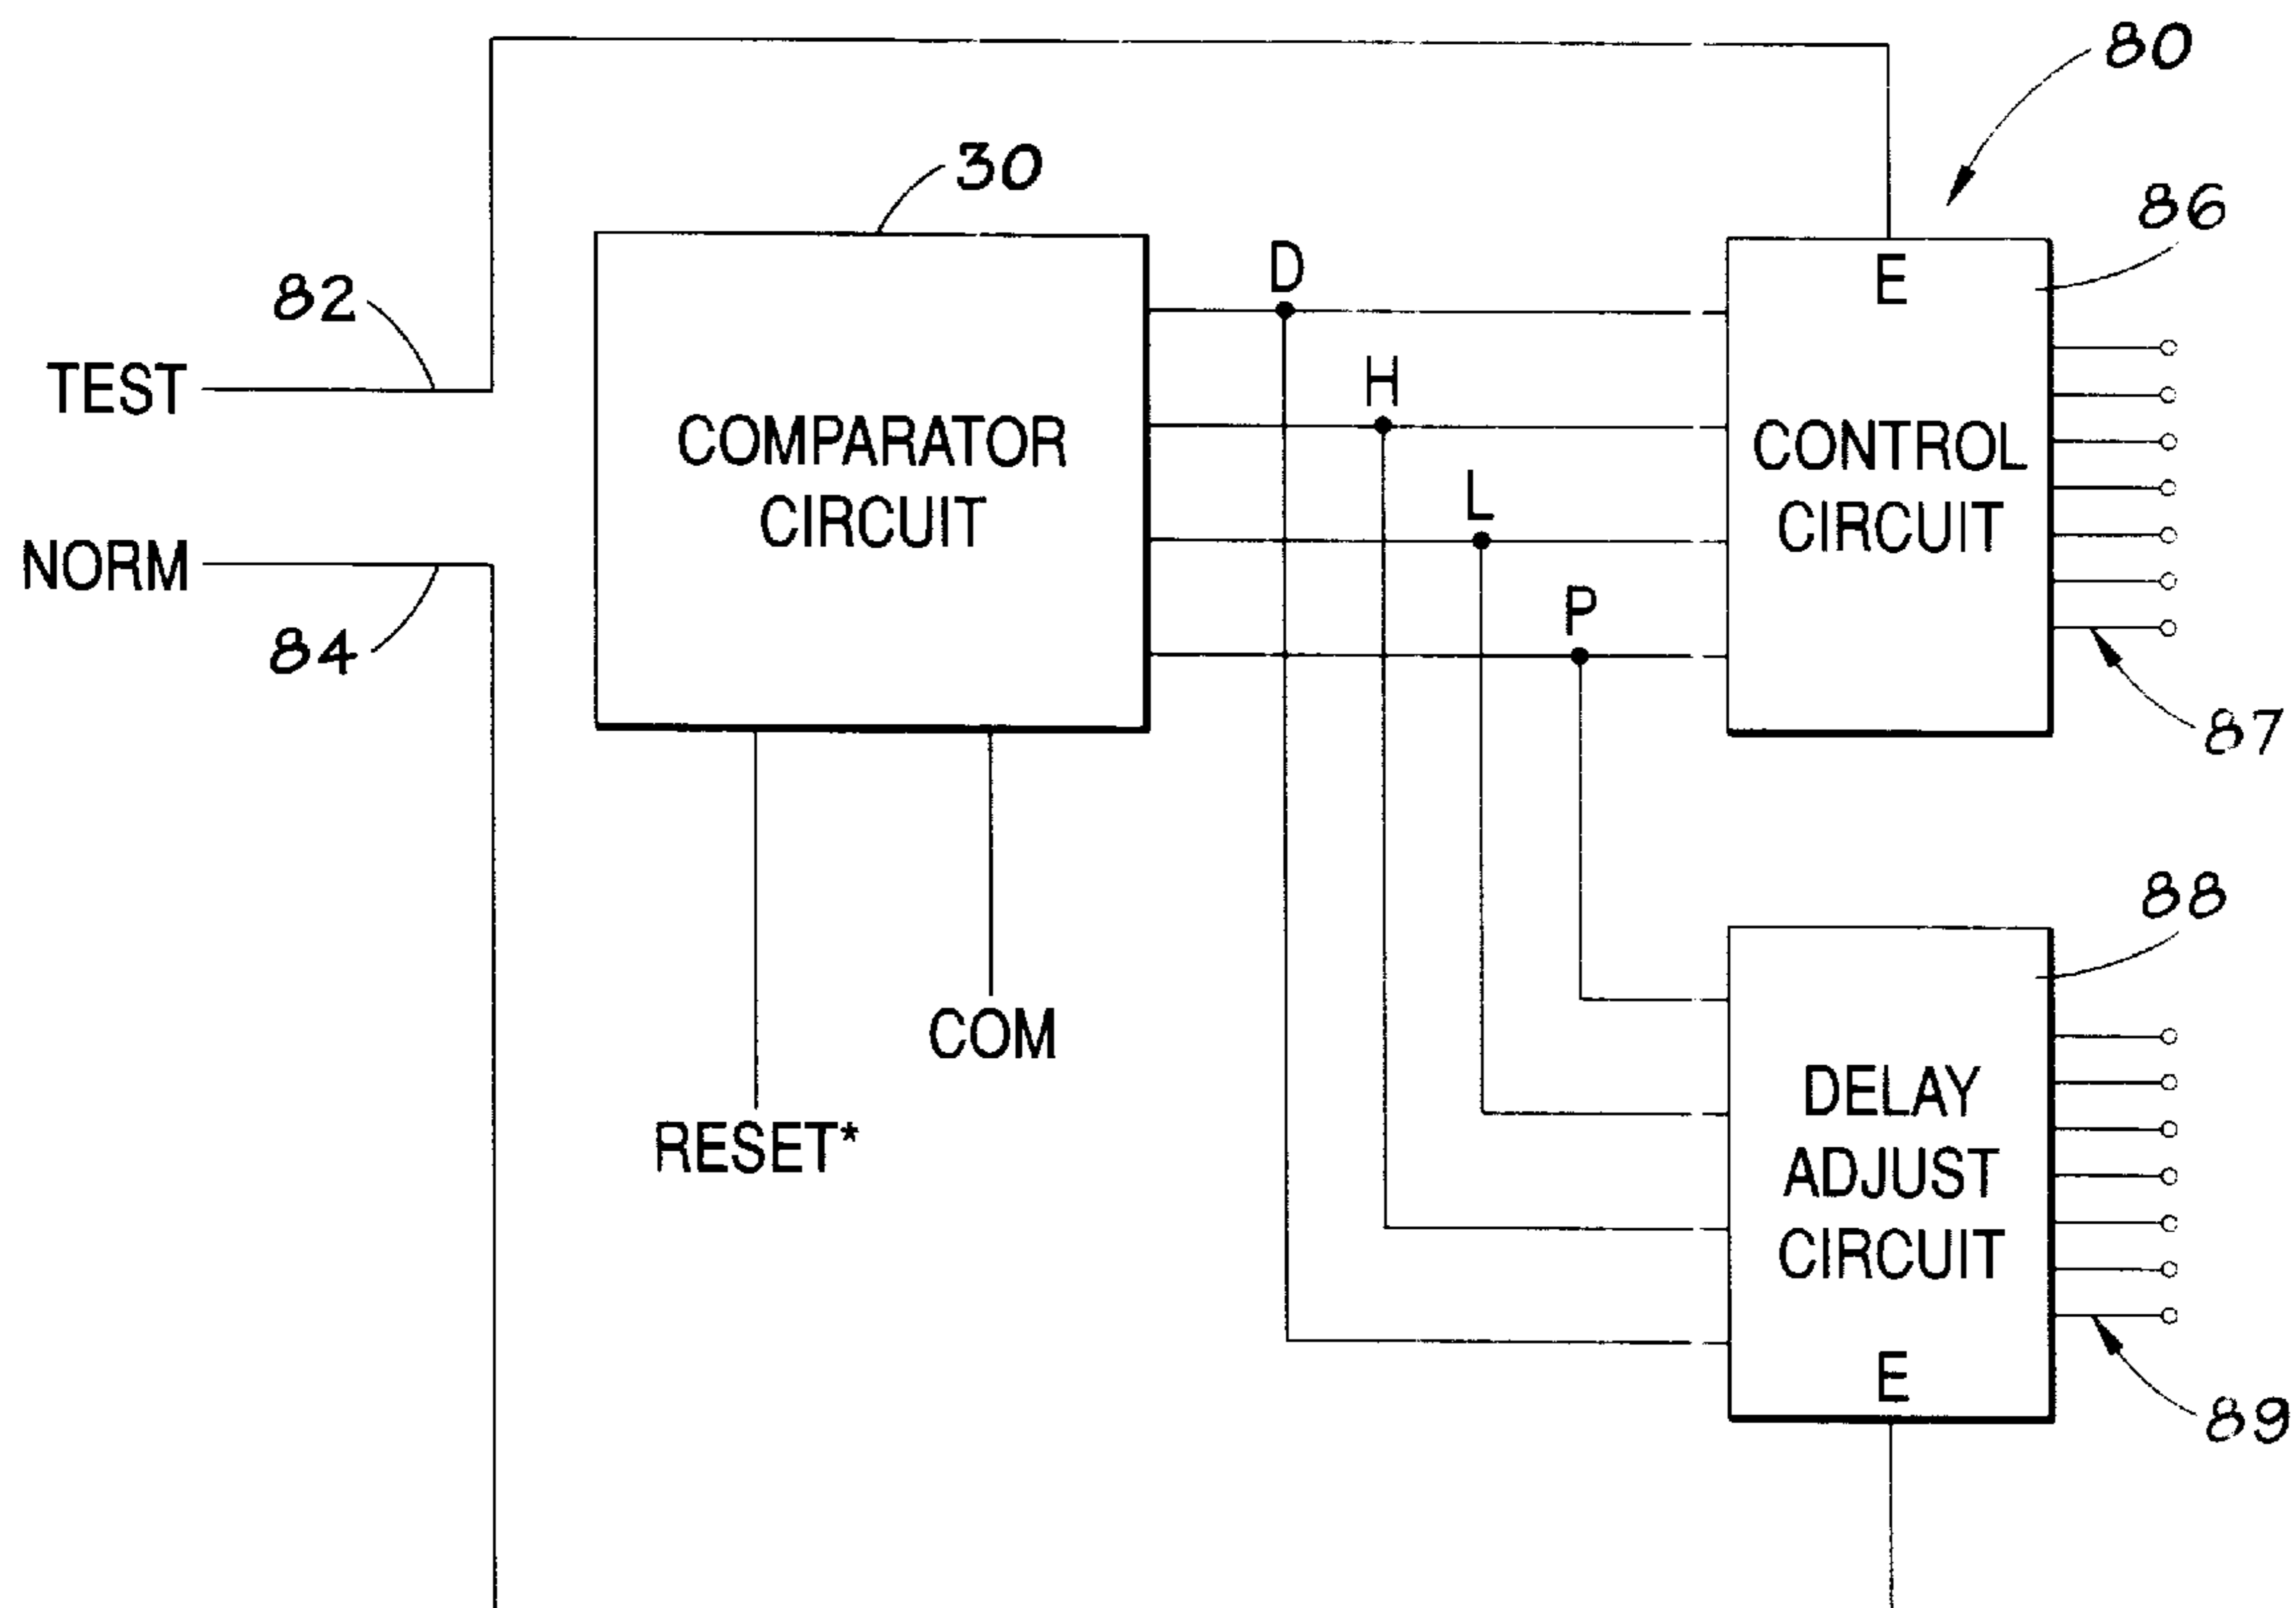 80
30
86
D
E
82
TEST
H
COMPARATOR
CIRCUIT
CONTROL
CIRCUIT
L
NORM
P
84
87
88
COM
RESET*
DELAY
ADJUST
CIRCUIT
E
89